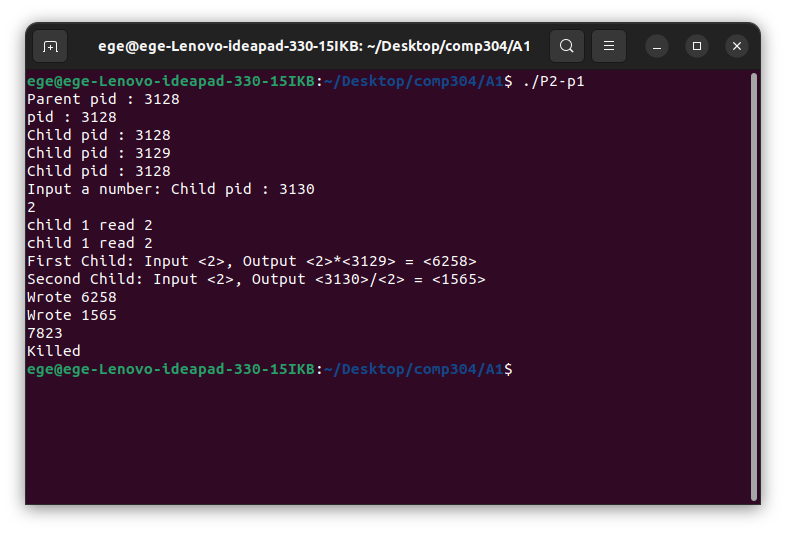 ege@ege-Lenovo-ideapad-330-15IKB: ~/Desktop/comp304/A1
ege@ege-Lenovo-ideapad-330-15IKB:~/Desktop/comp304/A1$ ./P2-p1
Parent pid : 3128
pid : 3128
Child pid : 3128
Child pid : 3129
Child pid : 3128
Input a number: Child pid : 3130
2
child 1 read 2
child 1 read 2
First Child: Input <2>, Output <2>*<3129> = <6258>
Second Child: Input <2>, Output <3130>/<2> = <1565>
Wrote 6258
Wrote 1565
7823
Killed
ege@ege-Lenovo-ideapad-330-15IKB:~/Desktop/comp304/A1$